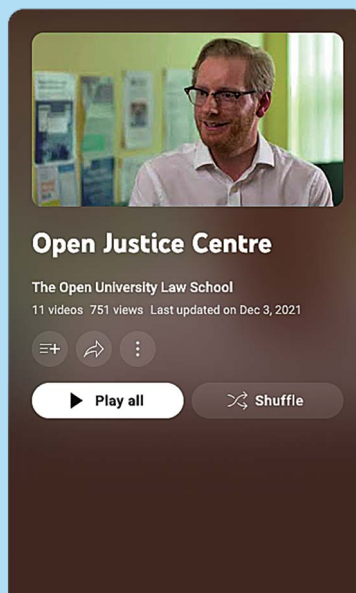 Open Justice Centre
The Open University Law School
11 videos 751 views Last updated on Dec 3, 2021
Play all
Shuffle